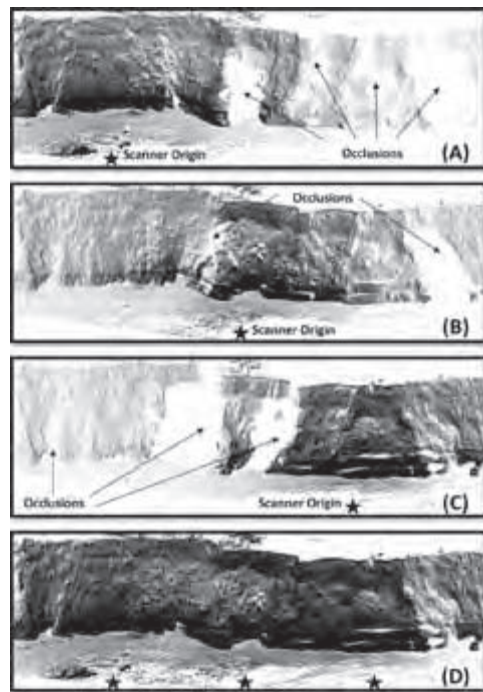 Scanner Origin
Occlusions
(A)
Occlusions
Scanner Origin
(B)
Occlusions
Scanner Origin
(C)
(D)